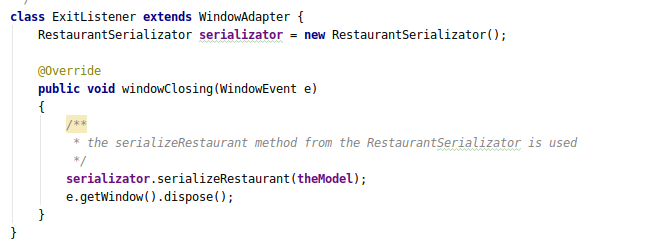 class ExitListener extends WindowAdapter {
    RestaurantSerializator serializator = new RestaurantSerializator();

    @Override
    public void windowClosing(WindowEvent e)
    {
        /**
         * the serializeRestaurant method from the RestaurantSerializator is used
         */
        serializator.serializeRestaurant(theModel);
        e.getWindow().dispose();
    }
}